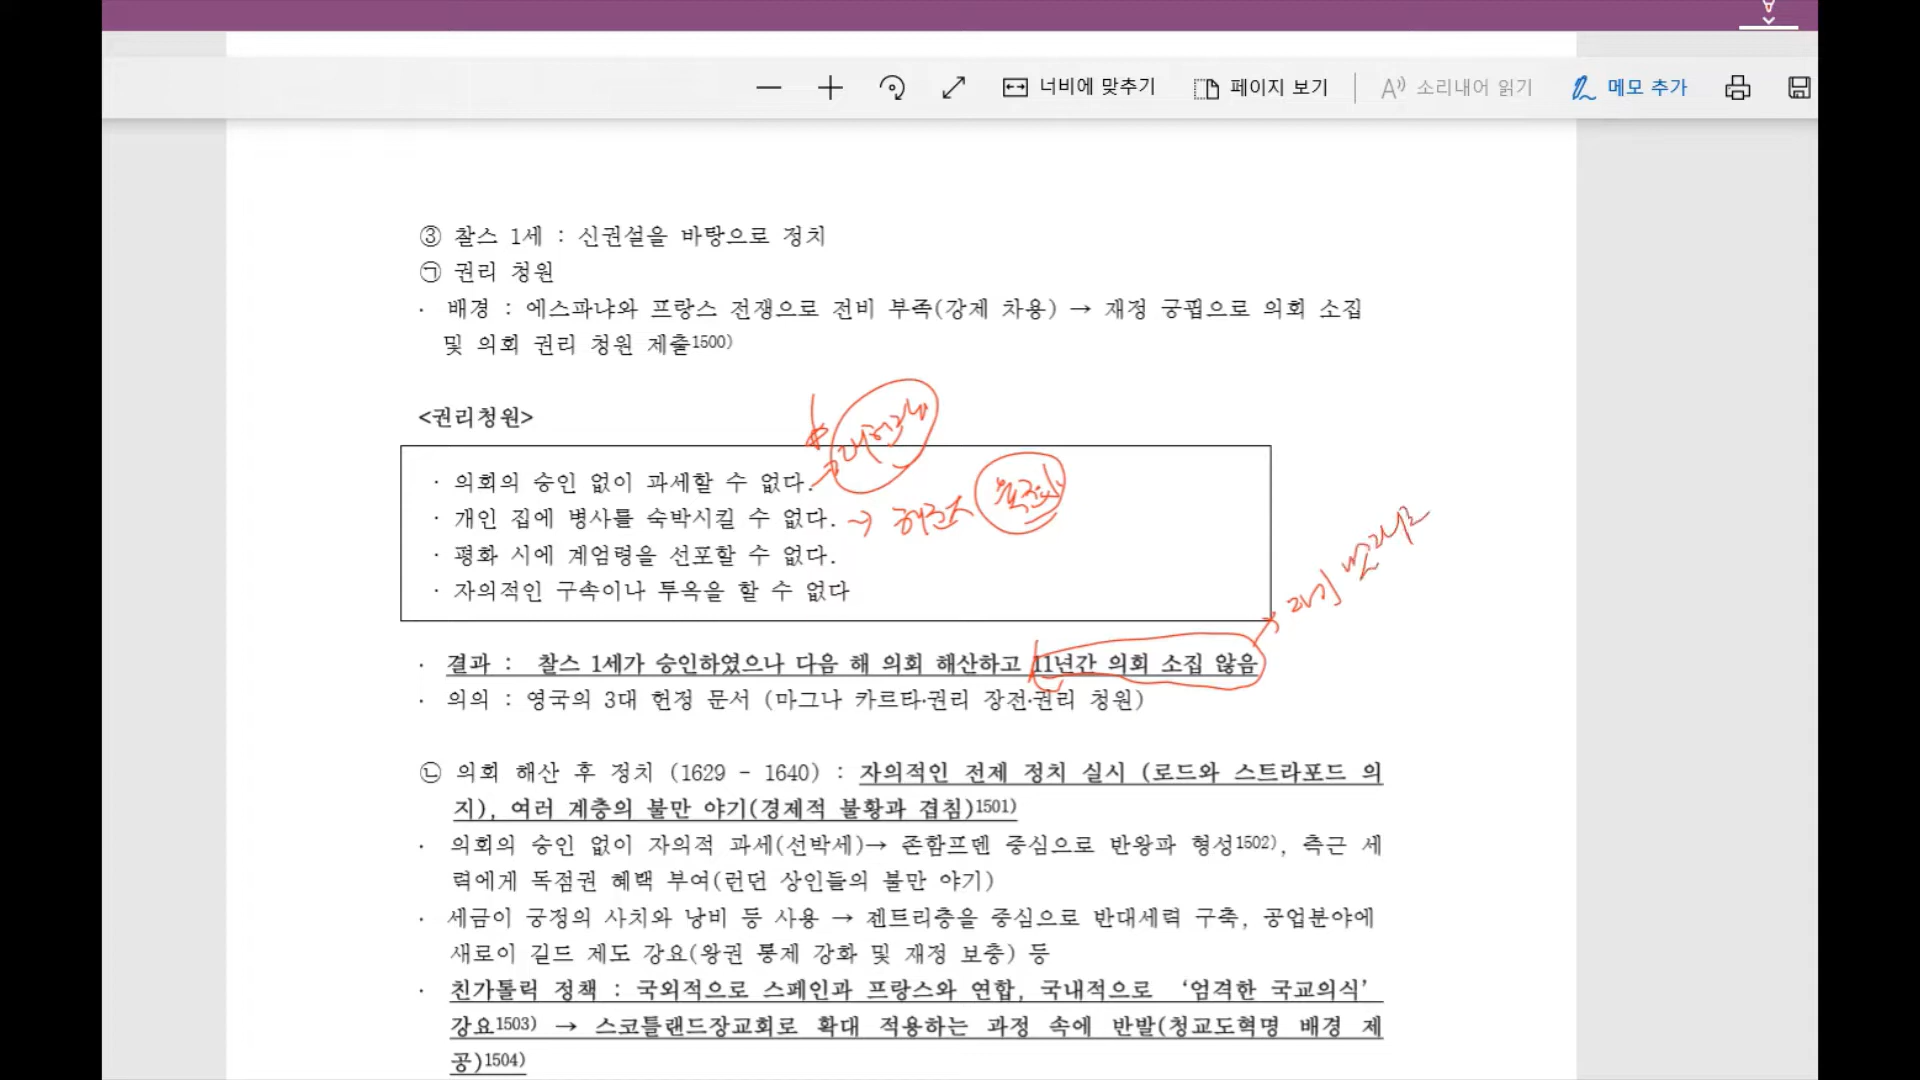 너비에 맞추기 페이지 보기 소리내어 읽기 메모 추가
③ 찰스 1세 : 신권설을 바탕으로 정치
㉠ 권리 청원
· 배경 : 에스파냐와 프랑스 전쟁으로 전비 부족(강제 차용) → 재정 궁핍으로 의회 소집
및 의회 권리 청원 제출1500)
<권리청원>
· 의회의 승인 없이 과세할 수 없다.
· 개인 집에 병사를 숙박시킬 수 없다.
· 평화 시에 계엄령을 선포할 수 없다.
· 자의적인 구속이나 투옥을 할 수 없다
· 결과 : 찰스 1세가 승인하였으나 다음 해 의회 해산하고 11년간 의회 소집 않음
· 의의 : 영국의 3대 헌정 문서 (마그나 카르타·권리 장전·권리 청원)
㉡ 의회 해산 후 정치 (1629 - 1640) : 자의적인 전제 정치 실시 (로드와 스트라포드 의
지), 여러 계층의 불만 야기(경제적 불황과 겹침)1501)
· 의회의 승인 없이 자의적 과세(선박세)→ 존함프덴 중심으로 반왕파 형성1502), 측근 세
력에게 독점권 혜택 부여(런던 상인들의 불만 야기)
· 세금이 궁정의 사치와 낭비 등 사용 → 젠트리층을 중심으로 반대세력 구축, 공업분야에
새로이 길드 제도 강요(왕권 통제 강화 및 재정 보충) 등
· 친가톨릭 정책 : 국외적으로 스페인과 프랑스와 연합, 국내적으로 ‘엄격한 국교의식’
강요1503) → 스코틀랜드장교회로 확대 적용하는 과정 속에 반발(청교도혁명 배경 제
공)1504)